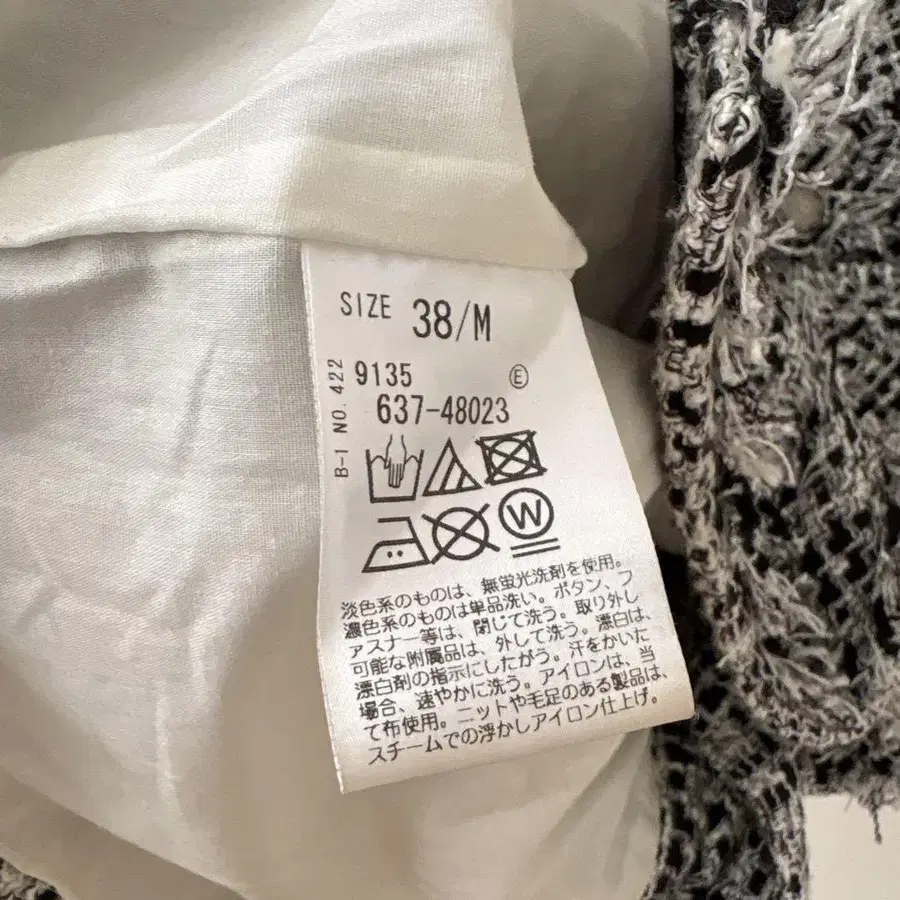 SIZE 38/M
B-1 NO. 422
9135 Ⓔ
637-48023
W
淡色系のものは、無蛍光洗剤を使用。
濃色系のものは単品洗い。ボタン、フ
ァスナー等は、閉じて洗う。取り外し
可能な附属品は、外して洗う。漂白は、
漂白剤の指示にしたがう。汗をかいた
場合、速やかに洗う。アイロンは、当
て布使用。ニットや毛足のある製品は、
スチームでの浮かしアイロン仕上げ。